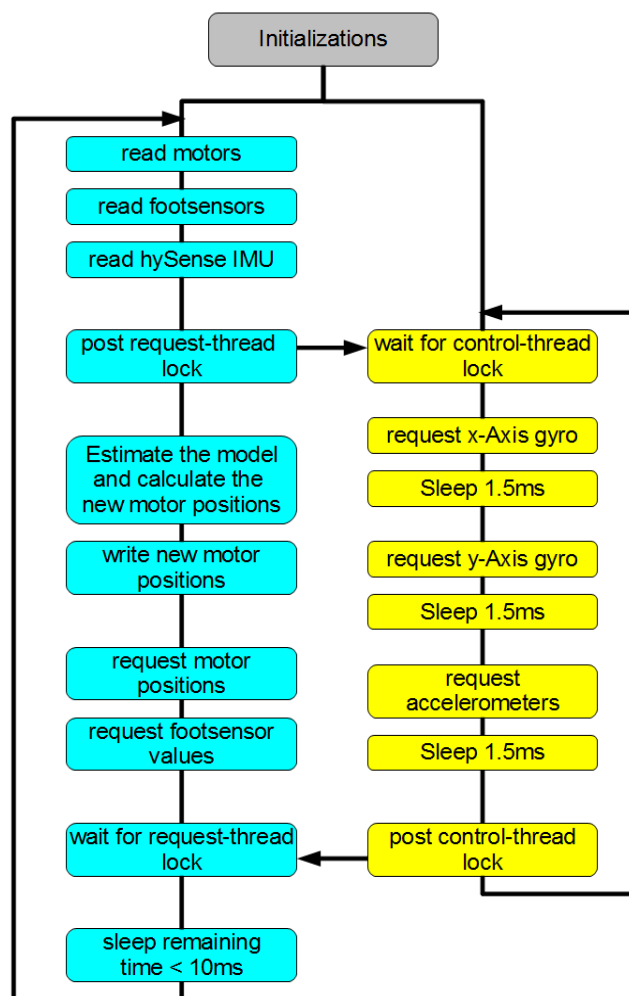 Initializations
read motors
read footsensors
read hySense IMU
post request-thread
lock
Estimate the model
and calculate the
new motor positions
write new motor
positions
request motor
positions
request footsensor
values
wait for request-thread
lock
sleep remaining
time < 10ms
wait for control-thread
lock
request x-Axis gyro
Sleep 1.5ms
request y-Axis gyro
Sleep 1.5ms
request
accelerometers
Sleep 1.5ms
post control-thread
lock